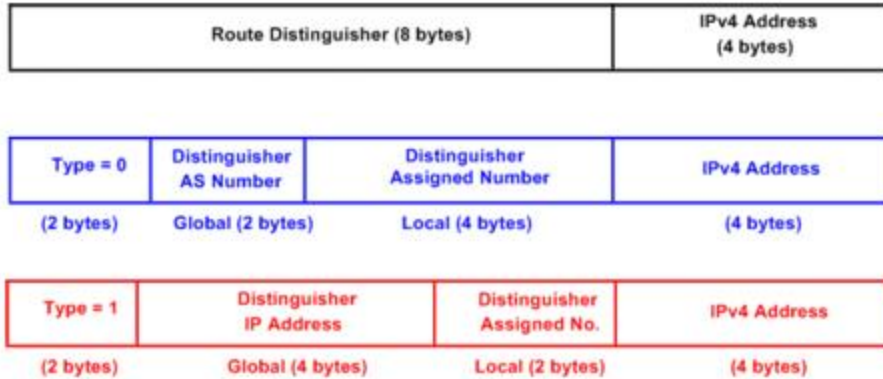 Route Distinguisher (8 bytes)
IPv4 Address
(4 bytes)
Type = 0
Distinguisher
AS Number
Distinguisher
Assigned Number
IPv4 Address
(2 bytes)
Global (2 bytes)
Local (4 bytes)
(4 bytes)
Type = 1
Distinguisher
IP Address
Distinguisher
Assigned No.
IPv4 Address
(2 bytes)
Global (4 bytes)
Local (2 bytes)
(4 bytes)